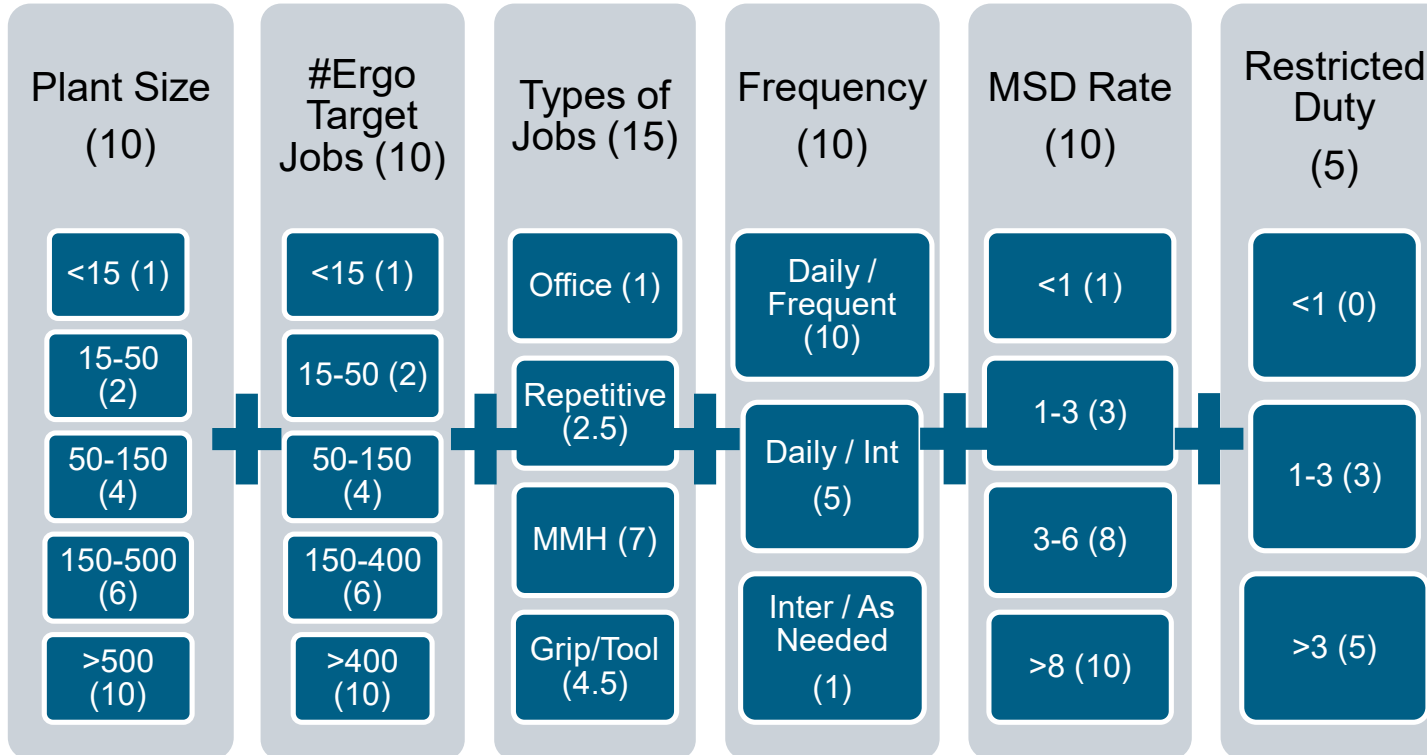 Plant Size
(10)
<15 (1)
15-50
(2)
50-150
(4)
150-500
(6)
>500
(10)
#Ergo
Target
Jobs (10)
<15 (1)
15-50 (2)
50-150
(4)
150-400
(6)
>400
(10)
Types of
Jobs (15)
Office (1)
Repetitive
(2.5)
MMH (7)
Grip/Tool
(4.5)
Frequency
(10)
Daily /
Frequent
(10)
Daily / Int
(5)
Inter / As
Needed
(1)
MSD Rate
(10)
<1 (1)
1-3 (3)
3-6 (8)
>8 (10)
Restricted
Duty
(5)
<1 (0)
1-3 (3)
>3 (5)